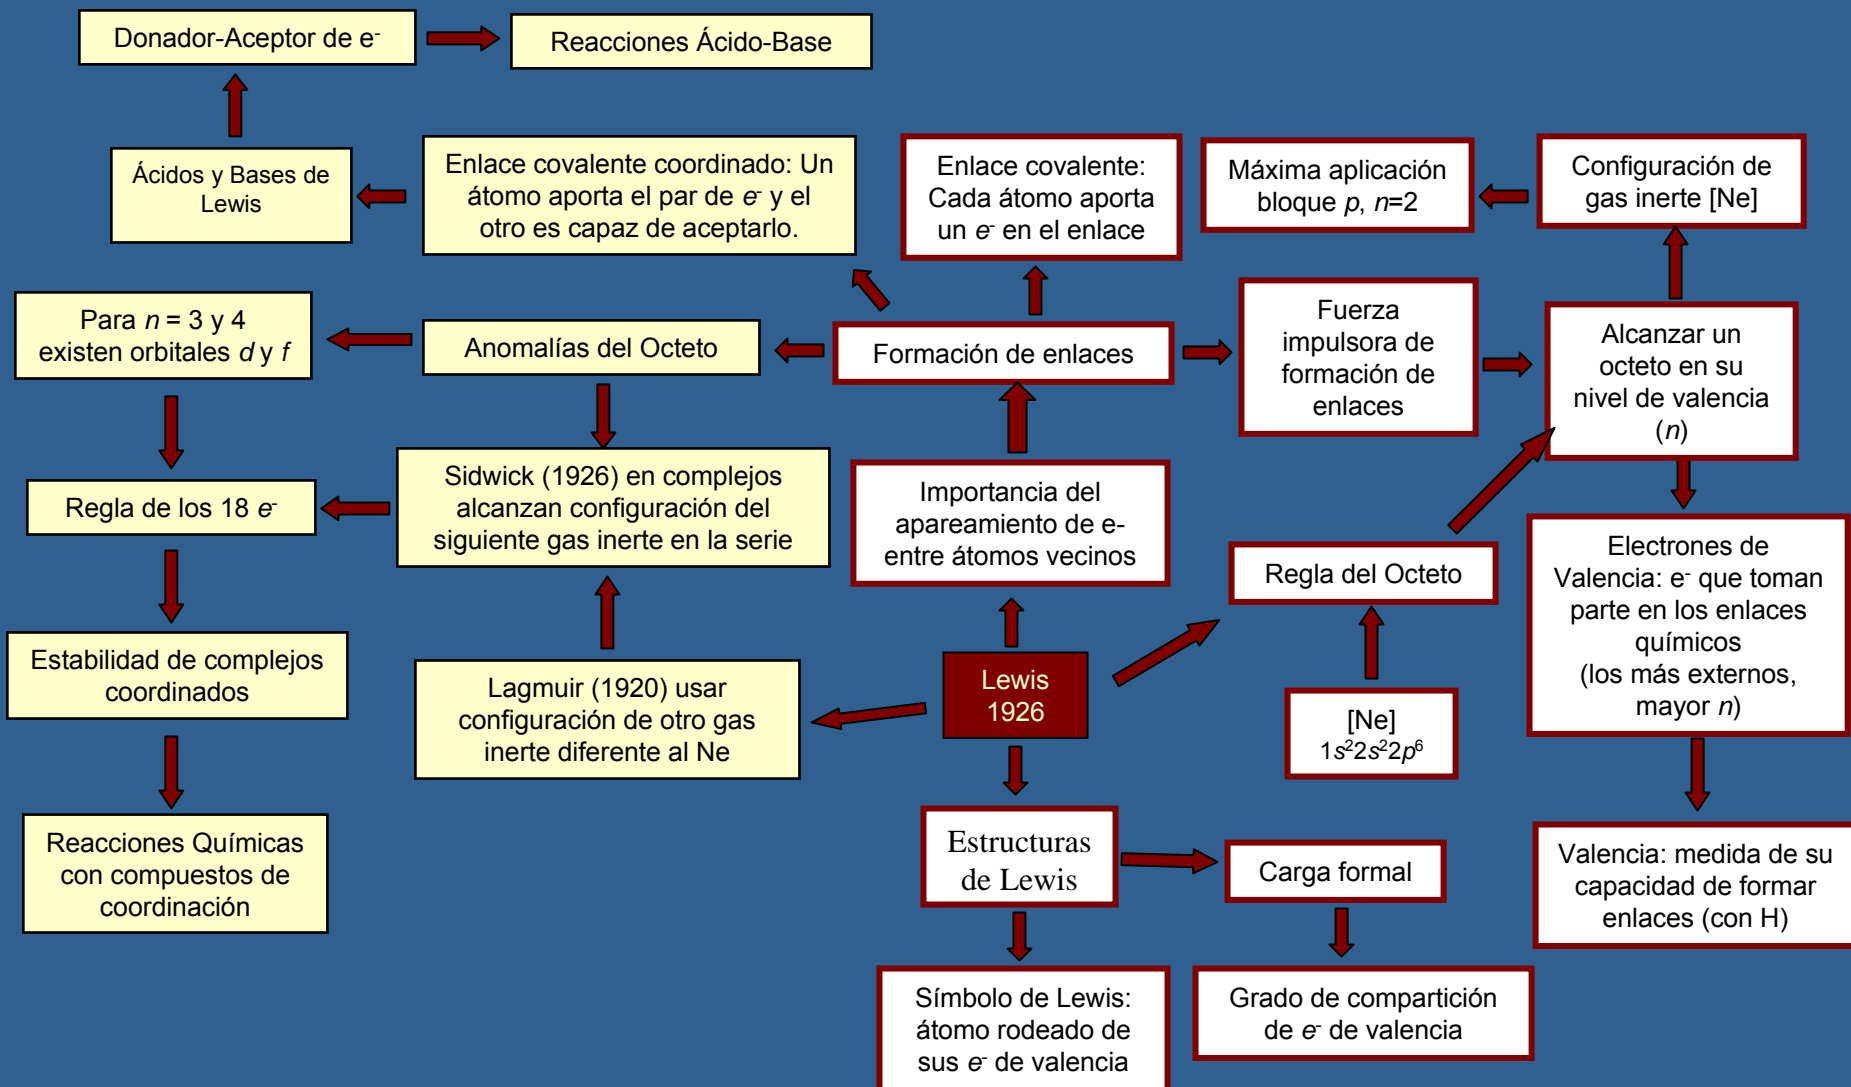 Donador-Aceptor de e⁻
Reacciones Ácido-Base
Ácidos y Bases de
Lewis
Enlace covalente coordinado: Un
átomo aporta el par de e⁻ y el
otro es capaz de aceptarlo.
Enlace covalente:
Cada átomo aporta
un e⁻ en el enlace
Máxima aplicación
bloque p, n=2
Configuración de
gas inerte [Ne]
Para n = 3 y 4
existen orbitales d y f
Anomalías del Octeto
Formación de enlaces
Fuerza
impulsora de
formación de
enlaces
Alcanzar un
octeto en su
nivel de valencia
(n)
Regla de los 18 e⁻
Sidwick (1926) en complejos
alcanzan configuración del
siguiente gas inerte en la serie
Importancia del
apareamiento de e-
entre átomos vecinos
Regla del Octeto
Electrones de
Valencia: e⁻ que toman
parte en los enlaces
químicos
(los más externos,
mayor n)
Estabilidad de complejos
coordinados
Lagmuir (1920) usar
configuración de otro gas
inerte diferente al Ne
Lewis
1926
[Ne]
1s²2s²2p⁶
Reacciones Químicas
con compuestos de
coordinación
Estructuras
de Lewis
Carga formal
Valencia: medida de su
capacidad de formar
enlaces (con H)
Símbolo de Lewis:
átomo rodeado de
sus e⁻ de valencia
Grado de compartición
de e⁻ de valencia